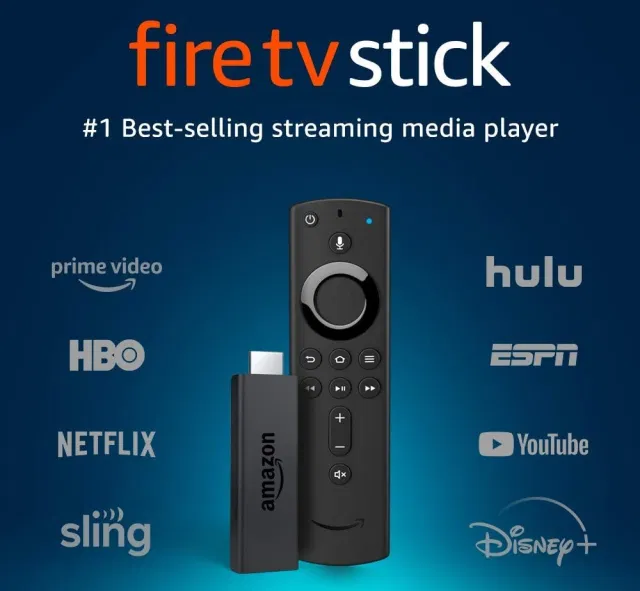 fire tv stick
#1 Best-selling streaming media player
prime video
hulu
HBO
ESPN
NETFLIX
YouTube
sling
Disney+
amazon